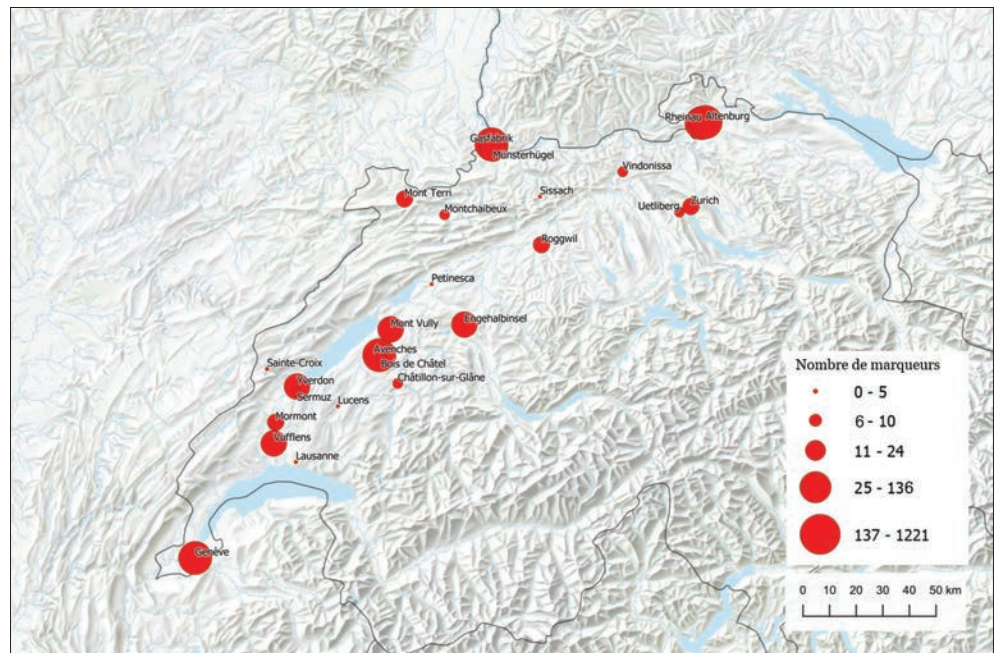 Rheinau
Altenburg
Gasfabrik
Münsterhügel
Vindonissa
Mont Terri
Sissach
Montchaibeux
Uetliberg
Zurich
Roggwil
Petinesca
Mont Vully
Engehalbinsel
Avenches
Bois de Châtel
Sainte-Croix
Châtillon-sur-Glâne
Yverdon
Sermuz
Lucens
Mormont
Vufflens
Lausanne
Genève
Nombre de marqueurs
0 - 5
6 - 10
11 - 24
25 - 136
137 - 1221
0 10 20 30 40 50 km